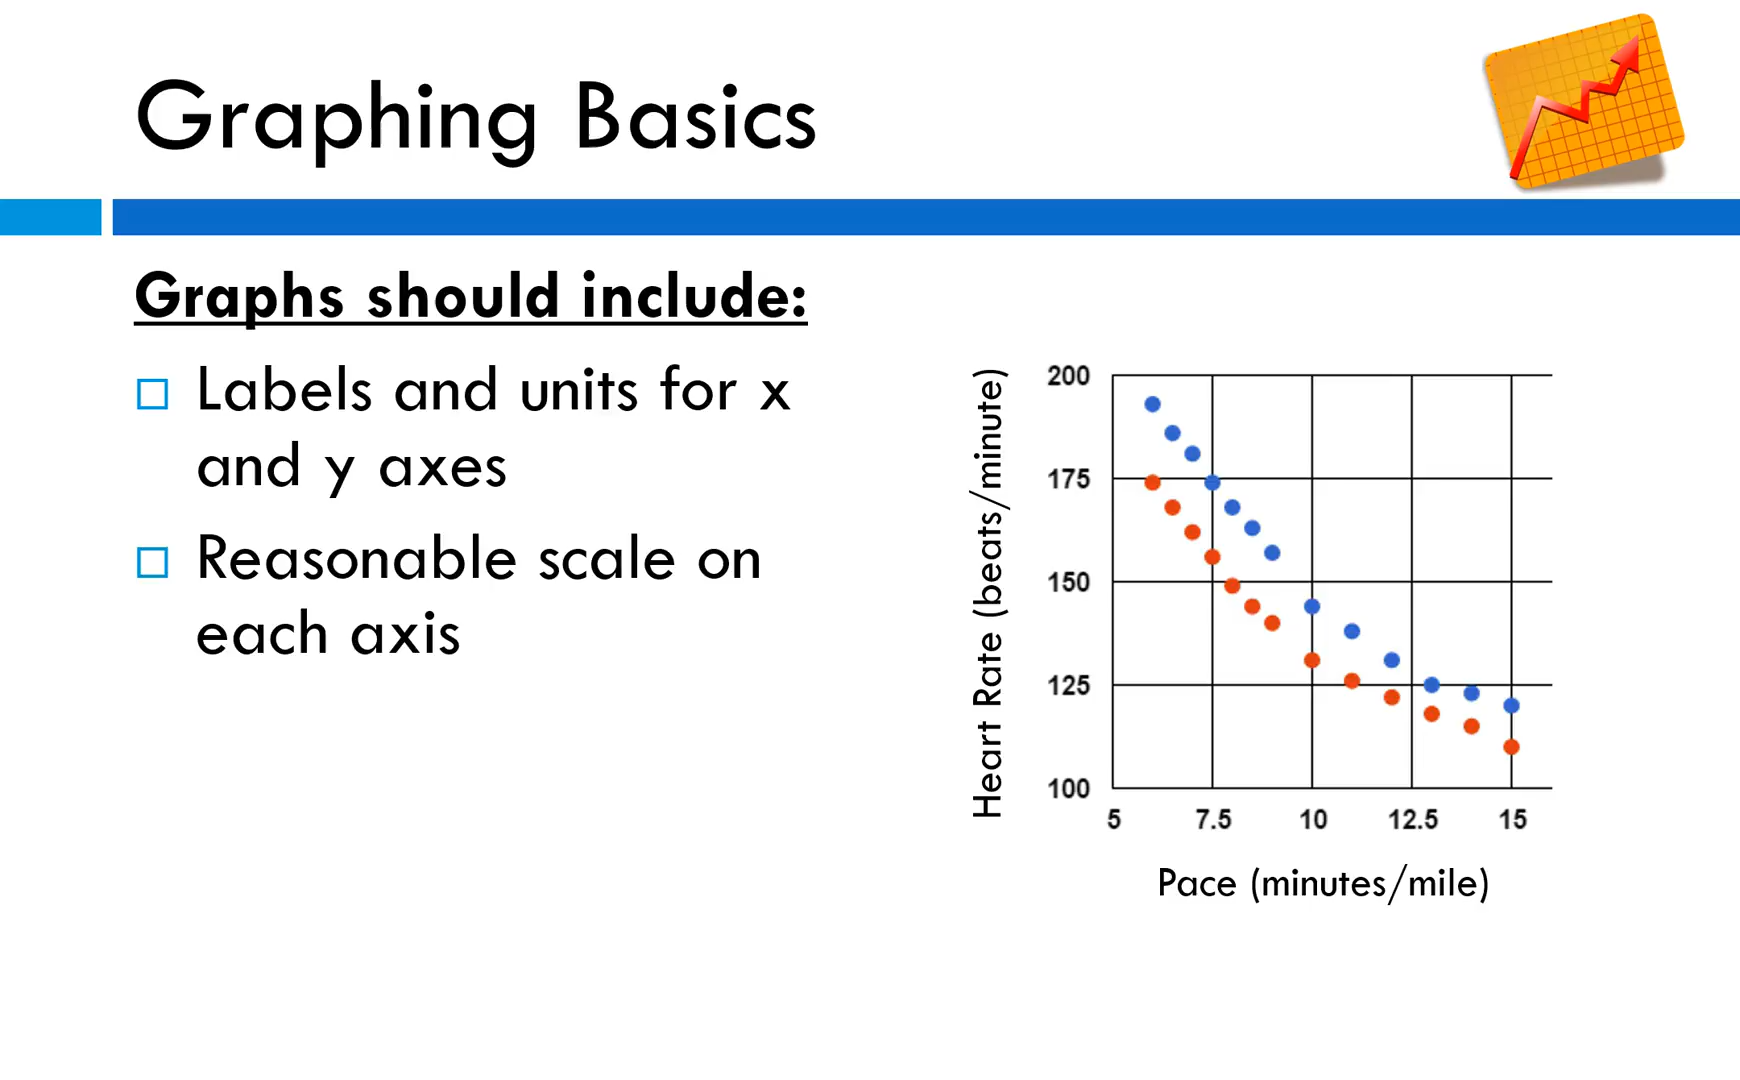 Graphing Basics
Graphs should include:
Labels and units for x
and y axes
Reasonable scale on
each axis
Heart Rate (beats/minute)
200
175
150
125
100
5 7.5 10 12.5 15
Pace (minutes/mile)